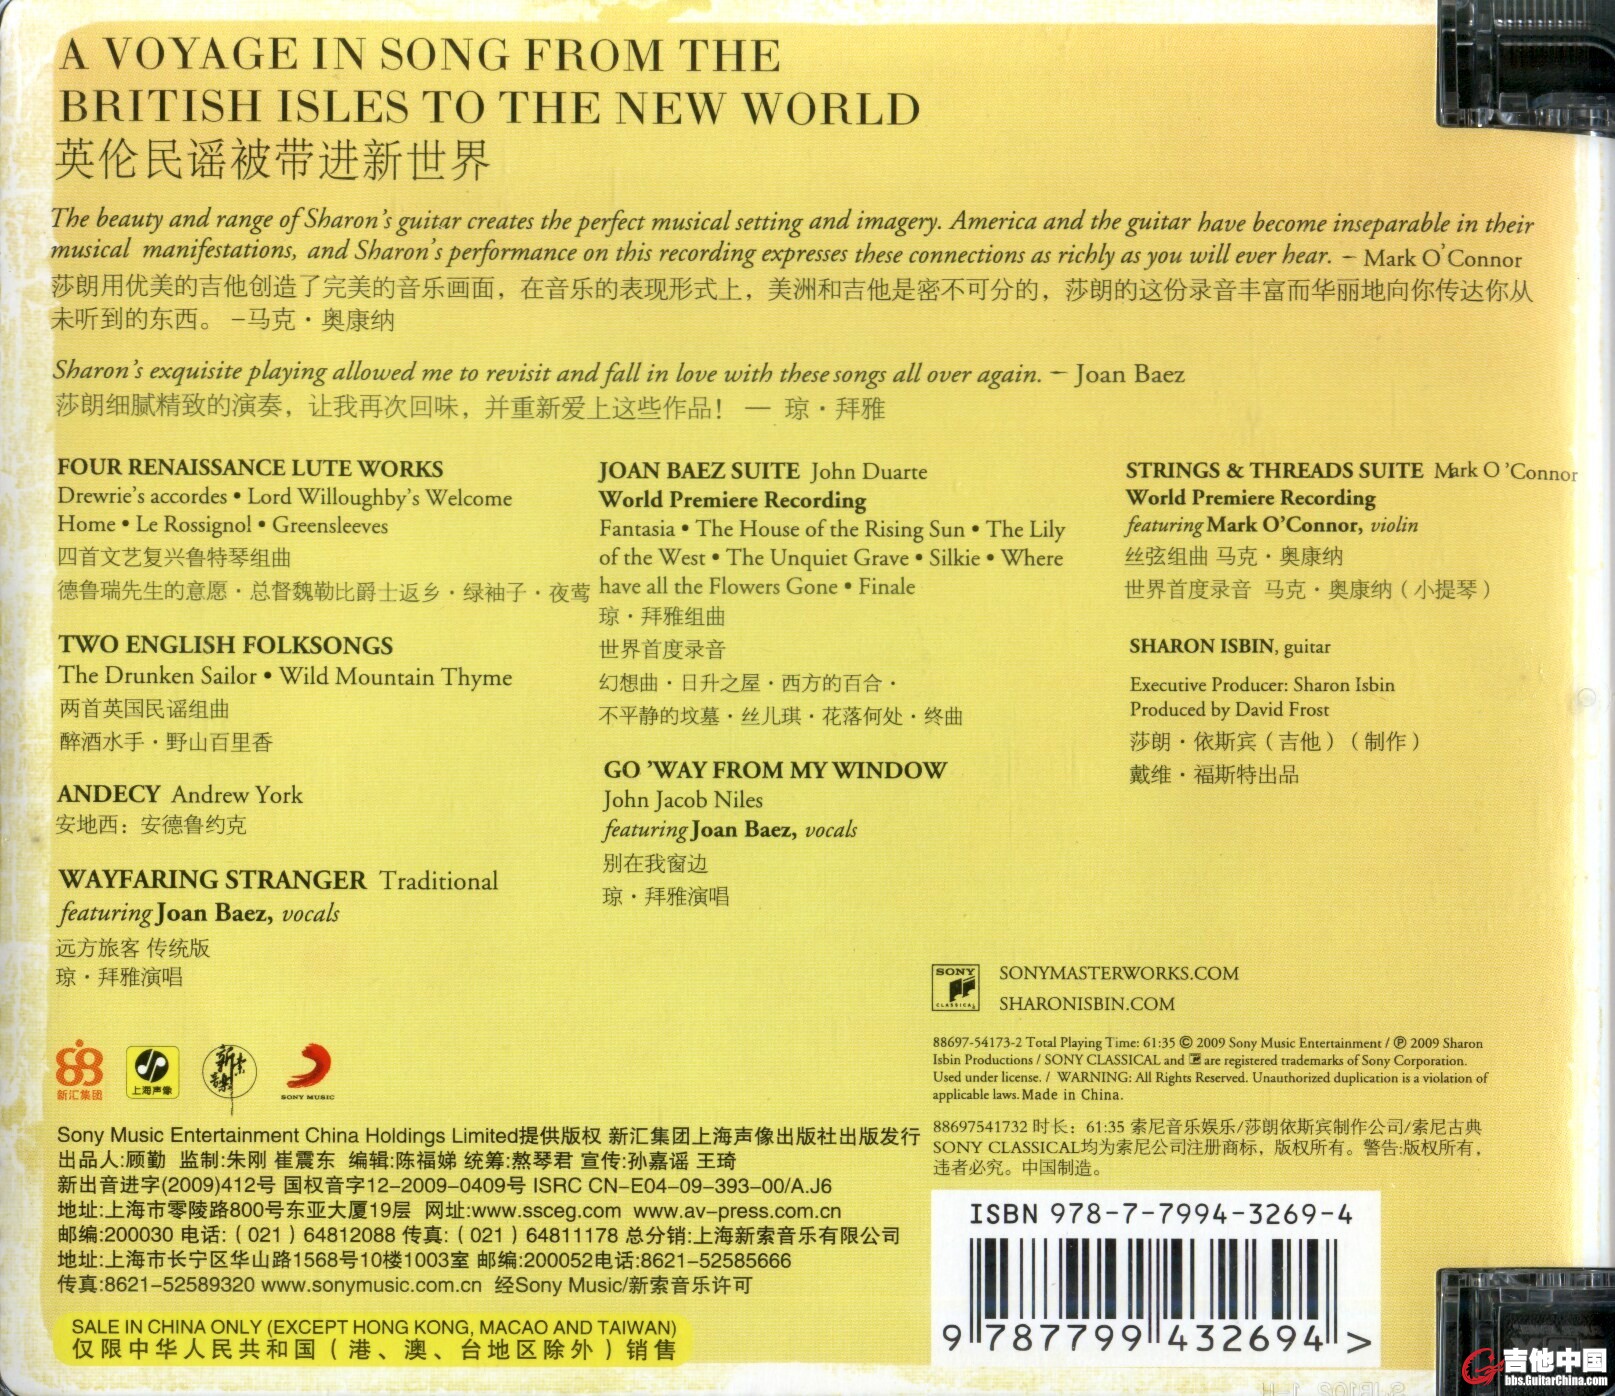 A VOYAGE IN SONG FROM THE
BRITISH ISLES TO THE NEW WORLD
英伦民谣被带进新世界
The beauty and range of Sharon's guitar creates the perfect musical setting and imagery. America and the guitar have become inseparable in their
musical manifestations, and Sharon's performance on this recording expresses these connections as richly as you will ever hear. – Mark O'Connor
莎朗用优美的吉他创造了完美的音乐画面，在音乐的表现形式上，美洲和吉他是密不可分的，莎朗的这份录音丰富而华丽地向你传达你从
未听到的东西。 –马克·奥康纳
Sharon's exquisite playing allowed me to revisit and fall in love with these songs all over again. – Joan Baez
莎朗细腻精致的演奏，让我再次回味，并重新爱上这些作品！ — 琼·拜雅
FOUR RENAISSANCE LUTE WORKS
Drewrie's accordes • Lord Willoughby's Welcome
Home • Le Rossignol • Greensleeves
四首文艺复兴鲁特琴组曲
德鲁瑞先生的意愿·总督魏勒比爵士返乡·绿袖子·夜莺
TWO ENGLISH FOLKSONGS
The Drunken Sailor • Wild Mountain Thyme
两首英国民谣组曲
醉酒水手·野山百里香
ANDECY Andrew York
安地西：安德鲁约克
WAYFARING STRANGER Traditional
featuring Joan Baez, vocals
远方旅客 传统版
琼·拜雅演唱
JOAN BAEZ SUITE John Duarte
World Premiere Recording
Fantasia • The House of the Rising Sun • The Lily
of the West • The Unquiet Grave • Silkie • Where
have all the Flowers Gone • Finale
琼·拜雅组曲
世界首度录音
幻想曲·日升之屋·西方的百合·
不平静的坟墓·丝儿琪·花落何处·终曲
GO 'WAY FROM MY WINDOW
John Jacob Niles
featuring Joan Baez, vocals
别在我窗边
琼·拜雅演唱
STRINGS & THREADS SUITE Mark O'Connor
World Premiere Recording
featuring Mark O'Connor, violin
丝弦组曲 马克·奥康纳
世界首度录音 马克·奥康纳（小提琴）
SHARON ISBIN, guitar
Executive Producer: Sharon Isbin
Produced by David Frost
莎朗·依斯宾（吉他）（制作）
戴维·福斯特出品
SONY
CLASSICAL
SONYMASTERWORKS.COM
SHARONISBIN.COM
88697-54173-2 Total Playing Time: 61:35 © 2009 Sony Music Entertainment / ℗ 2009 Sharon
Isbin Productions / SONY CLASSICAL and are registered trademarks of Sony Corporation.
Used under license. / WARNING: All Rights Reserved. Unauthorized duplication is a violation of
applicable laws. Made in China.
88697541732 时长：61:35 索尼音乐娱乐/莎朗依斯宾制作公司/索尼古典
SONY CLASSICAL均为索尼公司注册商标，版权所有。警告:版权所有，
违者必究。中国制造。
新汇集团
上海声像
新索音乐
SONY MUSIC
Sony Music Entertainment China Holdings Limited提供版权 新汇集团上海声像出版社出版发行
出品人:顾勤 监制:朱刚 崔震东 编辑:陈福娣 统筹:熬琴君 宣传:孙嘉谣 王琦
新出音进字(2009)412号 国权音字12-2009-0409号 ISRC CN-E04-09-393-00/A.J6
地址:上海市零陵路800号东亚大厦19层 网址:www.ssceg.com www.av-press.com.cn
邮编:200030 电话:（021）64812088 传真:（021）64811178 总分销:上海新索音乐有限公司
地址:上海市长宁区华山路1568号10楼1003室 邮编:200052电话:8621-52585666
传真:8621-52589320 www.sonymusic.com.cn 经Sony Music/新索音乐许可
SALE IN CHINA ONLY (EXCEPT HONG KONG, MACAO AND TAIWAN)
仅限中华人民共和国（港、澳、台地区除外）销售
ISBN 978-7-7994-3269-4
9 787799 432694 >
吉他中国
bbs.GuitarChina.com